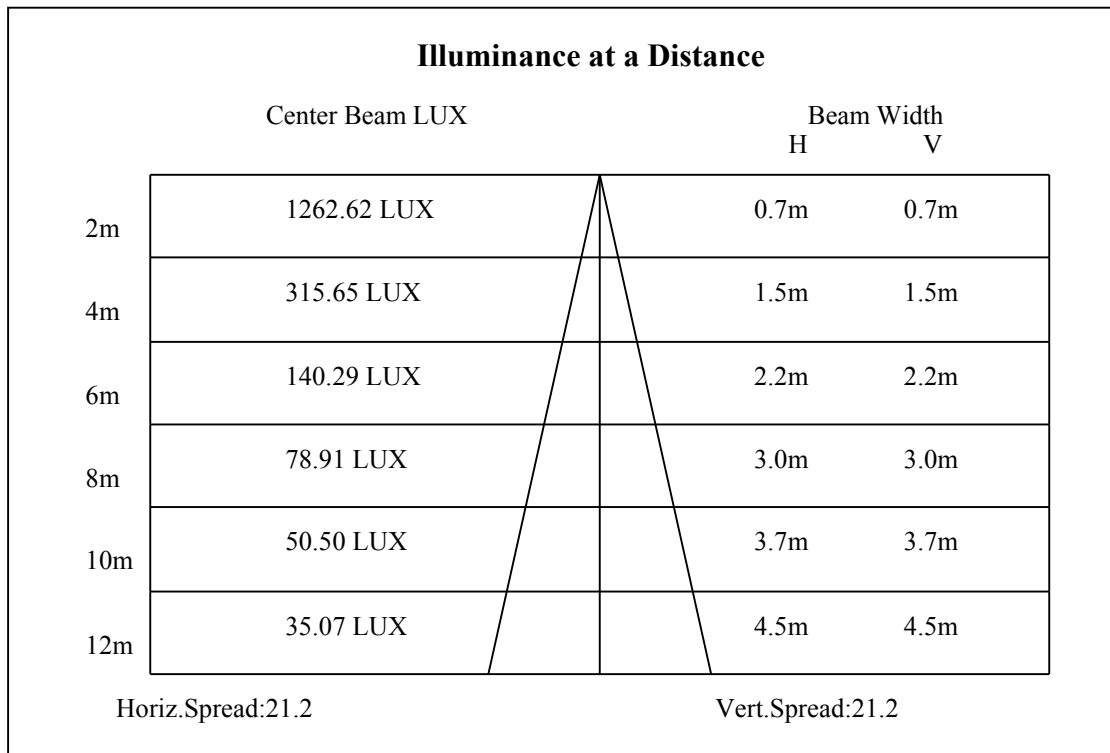 Illuminance at a Distance
Center Beam LUX Beam Width
H V
2m 1262.62 LUX 0.7m 0.7m
4m 315.65 LUX 1.5m 1.5m
6m 140.29 LUX 2.2m 2.2m
8m 78.91 LUX 3.0m 3.0m
10m 50.50 LUX 3.7m 3.7m
12m 35.07 LUX 4.5m 4.5m
Horiz.Spread:21.2 Vert.Spread:21.2